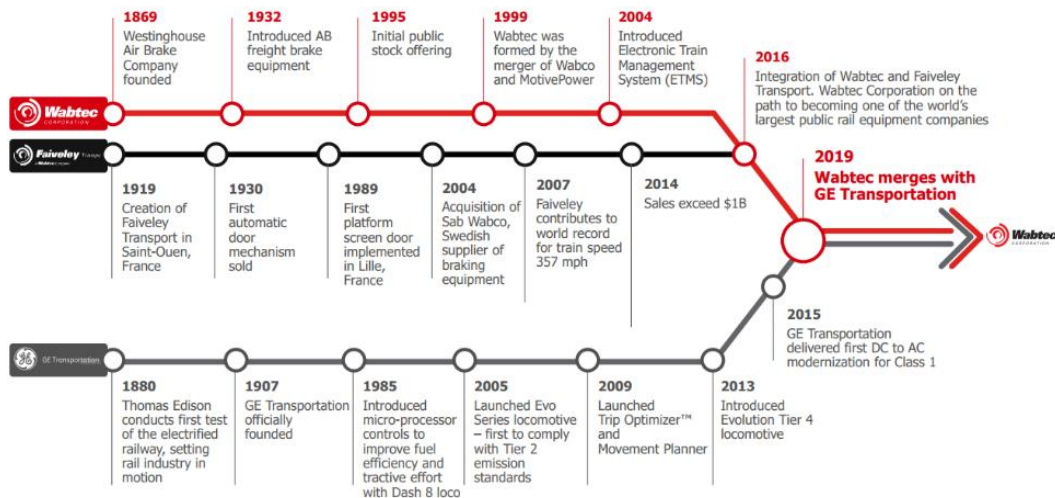 1869
Westinghouse
Air Brake
Company
founded
1932
Introduced AB
freight brake
equipment
1995
Initial public
stock offering
1999
Wabtec was
formed by the
merger of Wabco
and MotivePower
2004
Introduced
Electronic Train
Management
System (ETMS)
2016
Integration of Wabtec and Faiveley
Transport. Wabtec Corporation on the
path to becoming one of the world's
largest public rail equipment companies
Wabtec
CORPORATION
Faiveley Transport
a Wabtec company
1919
Creation of
Faiveley
Transport in
Saint-Ouen,
France
1930
First
automatic
door
mechanism
sold
1989
First
platform
screen door
implemented
in Lille,
France
2004
Acquisition of
Sab Wabco,
Swedish
supplier of
braking
equipment
2007
Faiveley
contributes to
world record
for train speed
357 mph
2014
Sales exceed $1B
2019
Wabtec merges with
GE Transportation
Wabtec
CORPORATION
2015
GE Transportation
delivered first DC to AC
modernization for Class 1
GE Transportation
1880
Thomas Edison
conducts first test
of the electrified
railway, setting
rail industry in
motion
1907
GE Transportation
officially
founded
1985
Introduced
micro-processor
controls to
improve fuel
efficiency and
tractive effort
with Dash 8 loco
2005
Launched Evo
Series locomotive
– first to comply
with Tier 2
emission
standards
2009
Launched
Trip Optimizer™
and
Movement Planner
2013
Introduced
Evolution Tier 4
locomotive